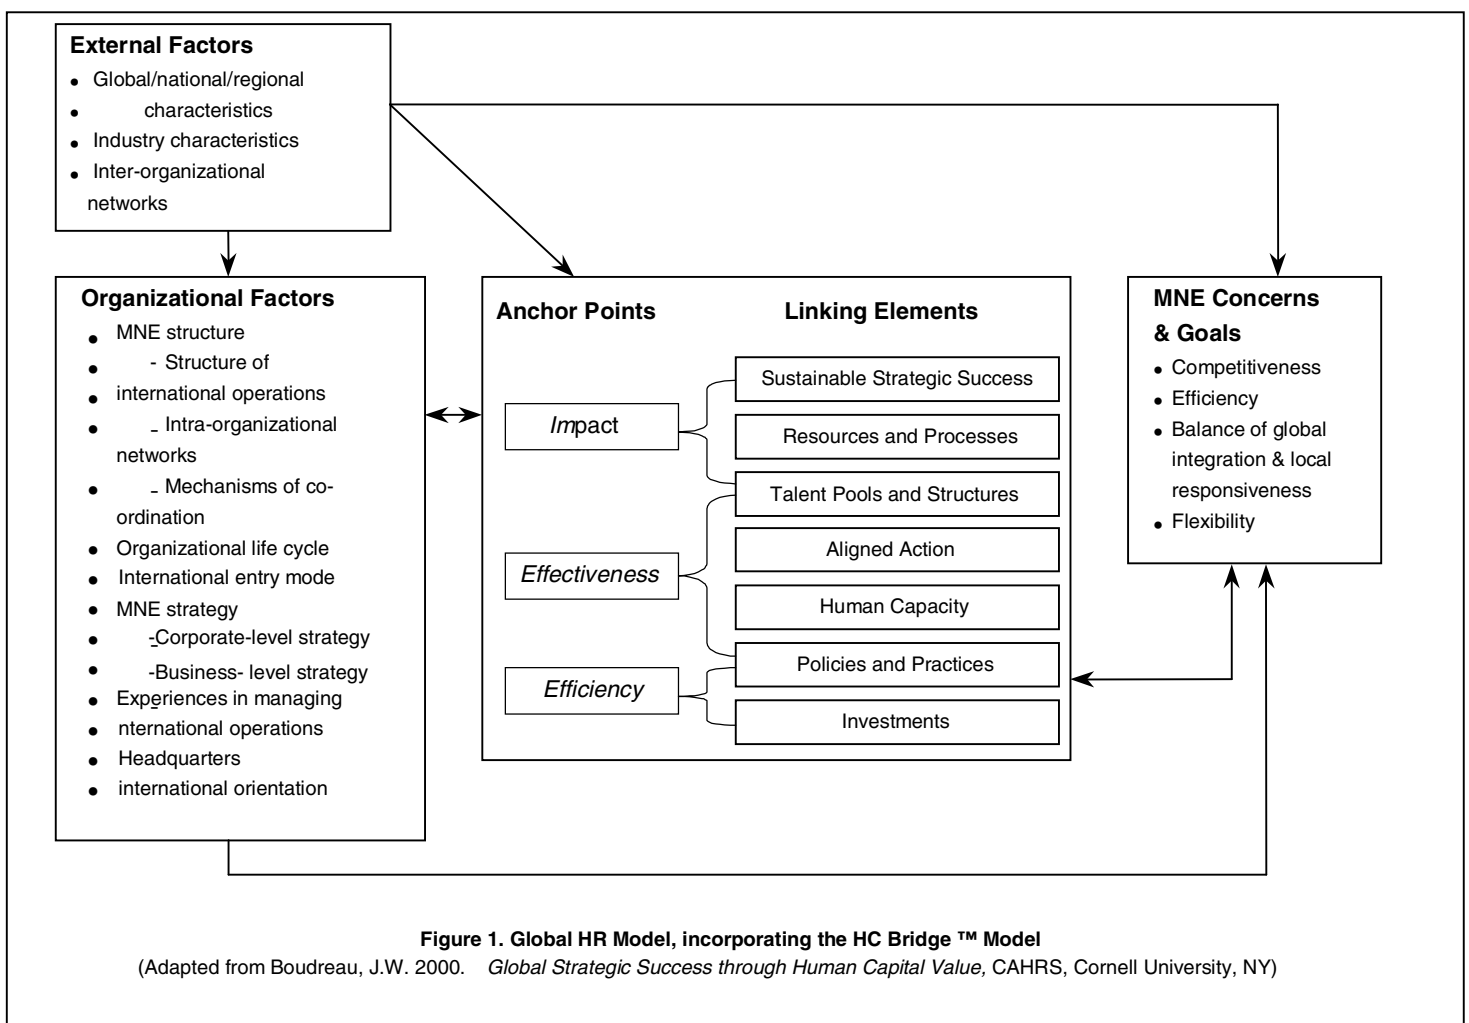 External Factors
● Global/national/regional
● characteristics
● Industry characteristics
● Inter-organizational
networks
Organizational Factors
● MNE structure
● - Structure of
● international operations
● - Intra-organizational
networks
● - Mechanisms of co-
ordination
● Organizational life cycle
● International entry mode
● MNE strategy
● -Corporate-level strategy
● -Business- level strategy
● Experiences in managing
● nternational operations
● Headquarters
● international orientation
Anchor Points
Linking Elements
Impact
Effectiveness
Efficiency
Sustainable Strategic Success
Resources and Processes
Talent Pools and Structures
Aligned Action
Human Capacity
Policies and Practices
Investments
MNE Concerns
& Goals
● Competitiveness
● Efficiency
● Balance of global
integration & local
responsiveness
● Flexibility
Figure 1. Global HR Model, incorporating the HC Bridge ™ Model
(Adapted from Boudreau, J.W. 2000. Global Strategic Success through Human Capital Value, CAHRS, Cornell University, NY)